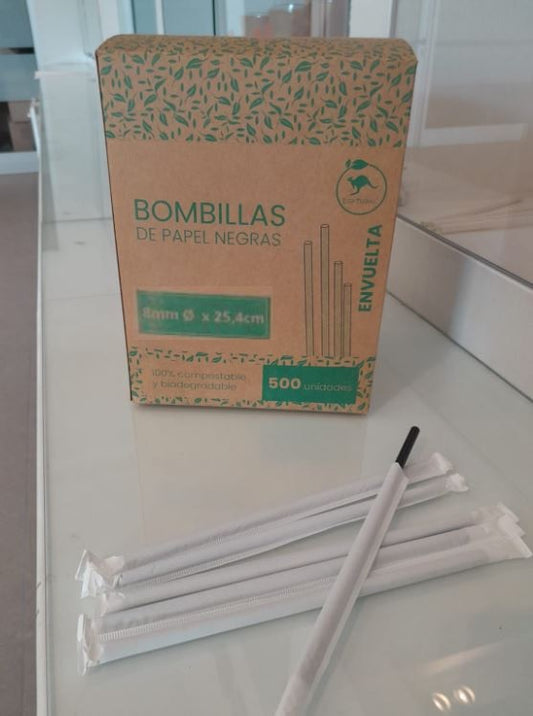 BOMBILLAS
DE PAPEL NEGRAS
ENVUELTA
8mm Ø x 25,4cm
100% compostable
y biodegradable
500 unidades